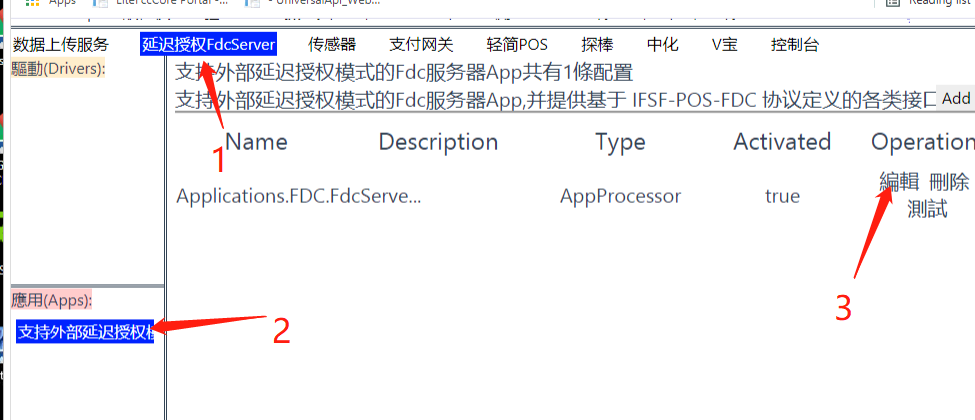 Apps LiteFccCore Portal -... - UniversalApi_Web... Reading list
数据上传服务 延迟授权FdcServer 传感器 支付网关 轻简POS 探棒 中化 V宝 控制台
驅動(Drivers):
支持外部延迟授权模式的Fdc服务器App共有1條配置
支持外部延迟授权模式的Fdc服务器App,并提供基于 IFSF-POS-FDC 协议定义的各类接口 Add
1
Name Description Type Activated Operation
Applications.FDC.FdcServe... AppProcessor true 編輯 刪除
測試
3
應用(Apps):
支持外部延迟授权
2